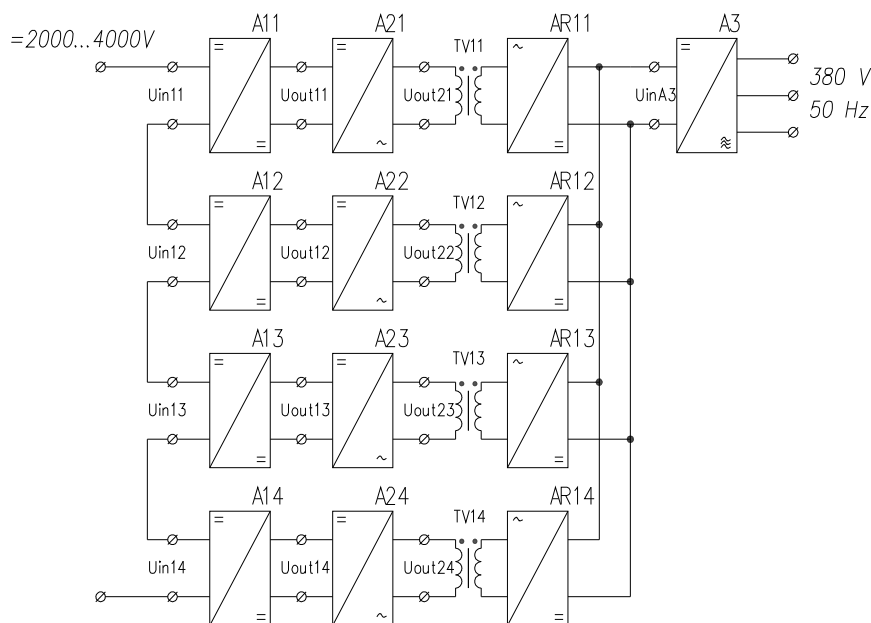 =2000...4000V
A11 A21 TV11 AR11 A3
Uin11 Uout11 Uout21 UinA3 380 V
50 Hz
A12 A22 TV12 AR12
Uin12 Uout12 Uout22
A13 A23 TV13 AR13
Uin13 Uout13 Uout23
A14 A24 TV14 AR14
Uin14 Uout14 Uout24